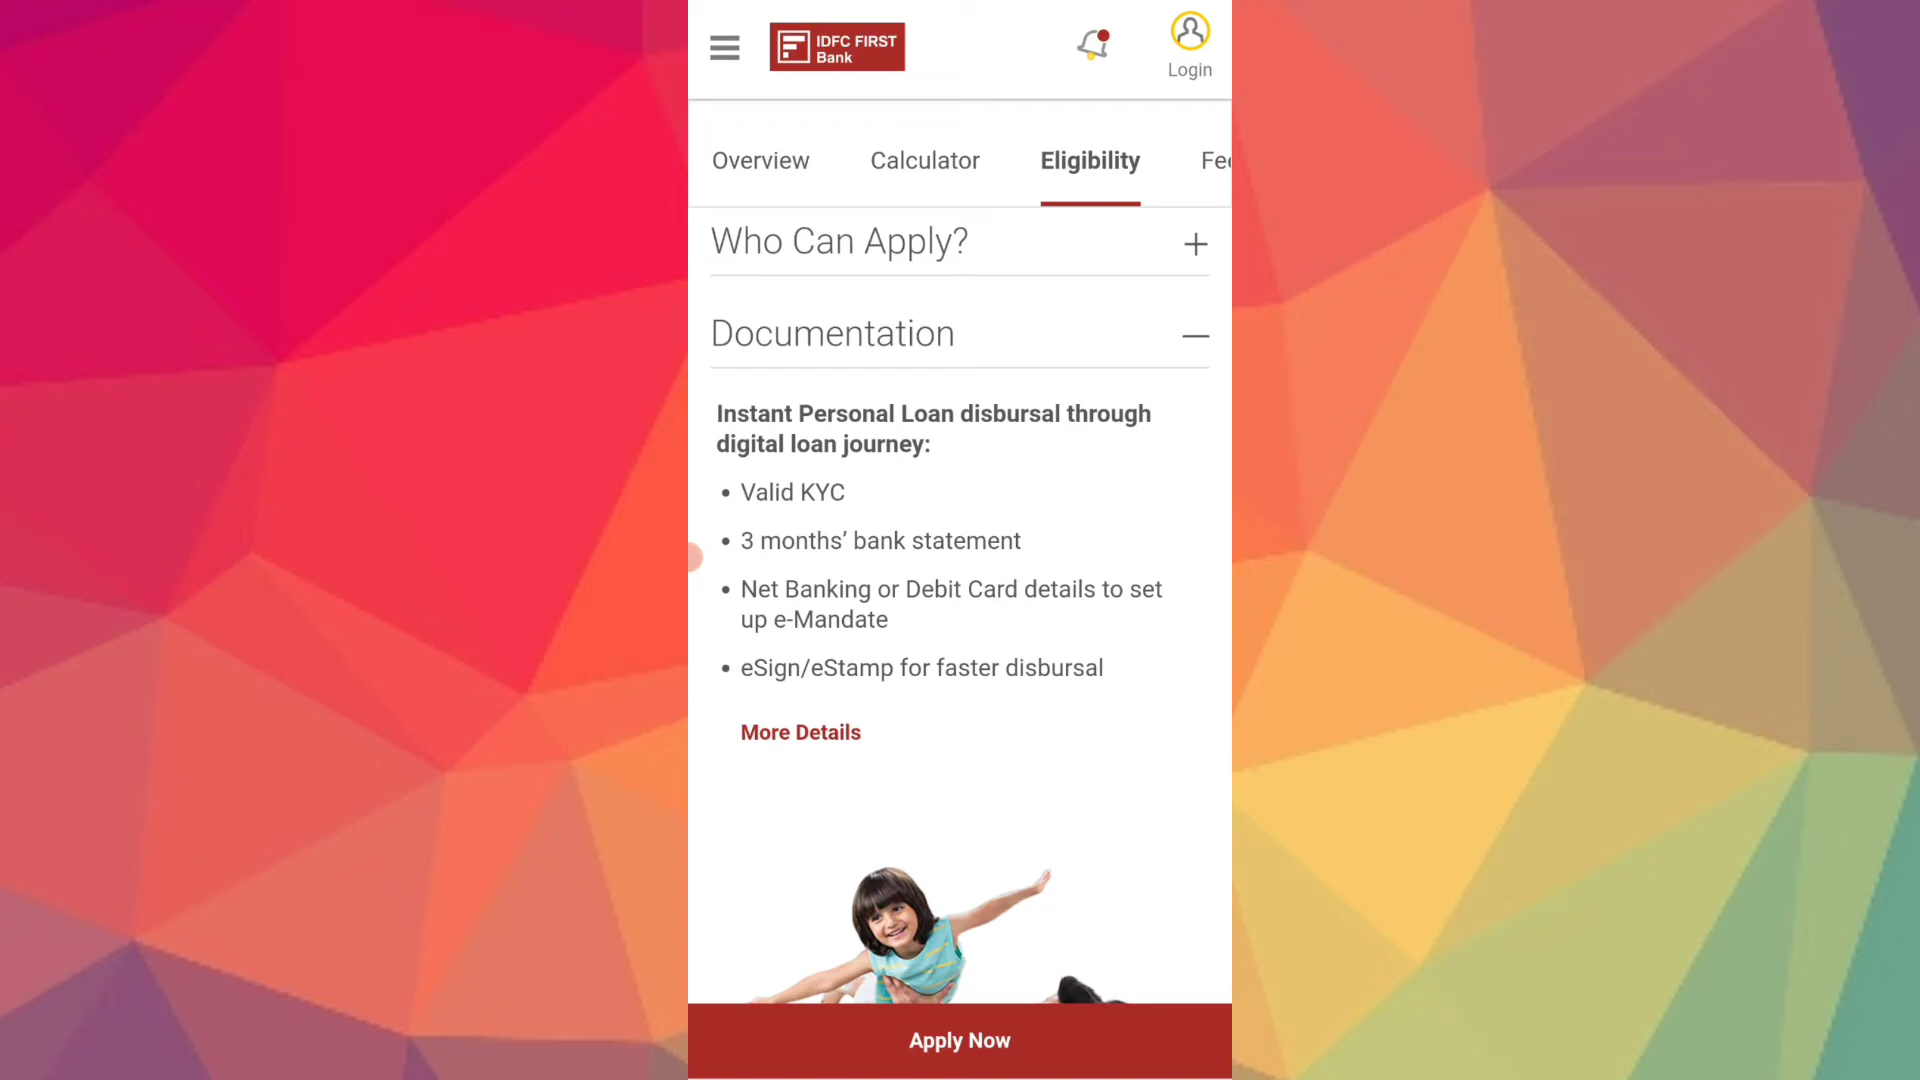 IDFC FIRST
Bank
Login
Overview Calculator Eligibility Fee
Who Can Apply?
Documentation
Instant Personal Loan disbursal through
digital loan journey:
• Valid KYC
• 3 months’ bank statement
• Net Banking or Debit Card details to set
up e-Mandate
• eSign/eStamp for faster disbursal
More Details
Apply Now